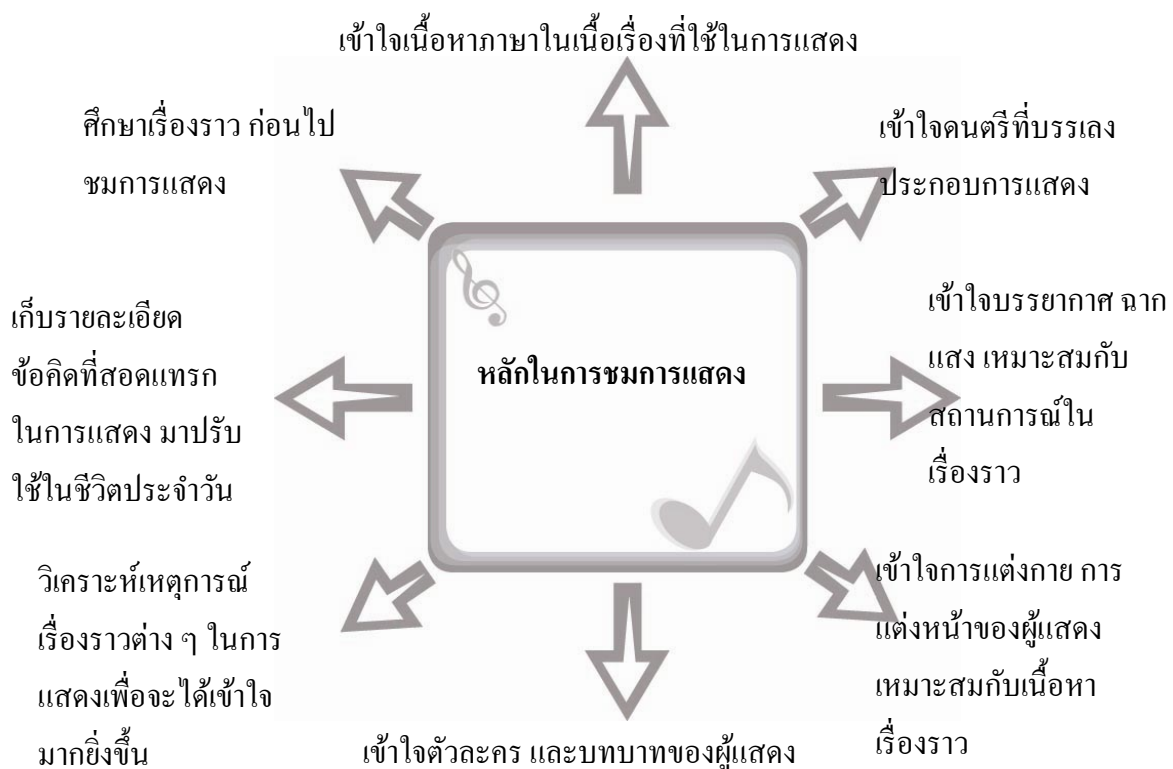 เข้าใจเนื้อหาภาษาในเนื้อเรื่องที่ใช้ในการแสดง
ศึกษาเรื่องราว ก่อนไป
ชมการแสดง
เข้าใจดนตรีที่บรรเลง
ประกอบการแสดง
เก็บรายละเอียด
ข้อคิดที่สอดแทรก
ในการแสดง มาปรับ
ใช้ในชีวิตประจำวัน
หลักในการชมการแสดง
เข้าใจบรรยากาศ ฉาก
แสง เหมาะสมกับ
สถานการณ์ใน
เรื่องราว
วิเคราะห์เหตุการณ์
เรื่องราวต่าง ๆ ในการ
แสดงเพื่อจะได้เข้าใจ
มากยิ่งขึ้น
เข้าใจตัวละคร และบทบาทของผู้แสดง
เข้าใจการแต่งกาย การ
แต่งหน้าของผู้แสดง
เหมาะสมกับเนื้อหา
เรื่องราว